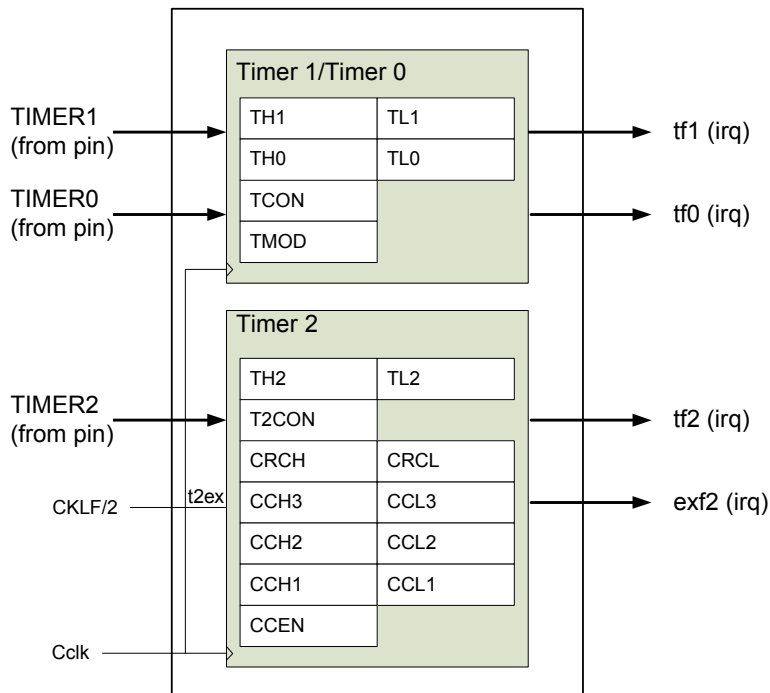 Timer 1/Timer 0
TIMER1
(from pin)
TH1 TL1
tf1 (irq)
TH0 TL0
TIMER0
(from pin)
TCON
tf0 (irq)
TMOD
Timer 2
TH2 TL2
TIMER2
(from pin)
T2CON
tf2 (irq)
CRCH CRCL
CKLF/2
t2ex
CCH3 CCL3
exf2 (irq)
CCH2 CCL2
CCH1 CCL1
CCEN
Cclk